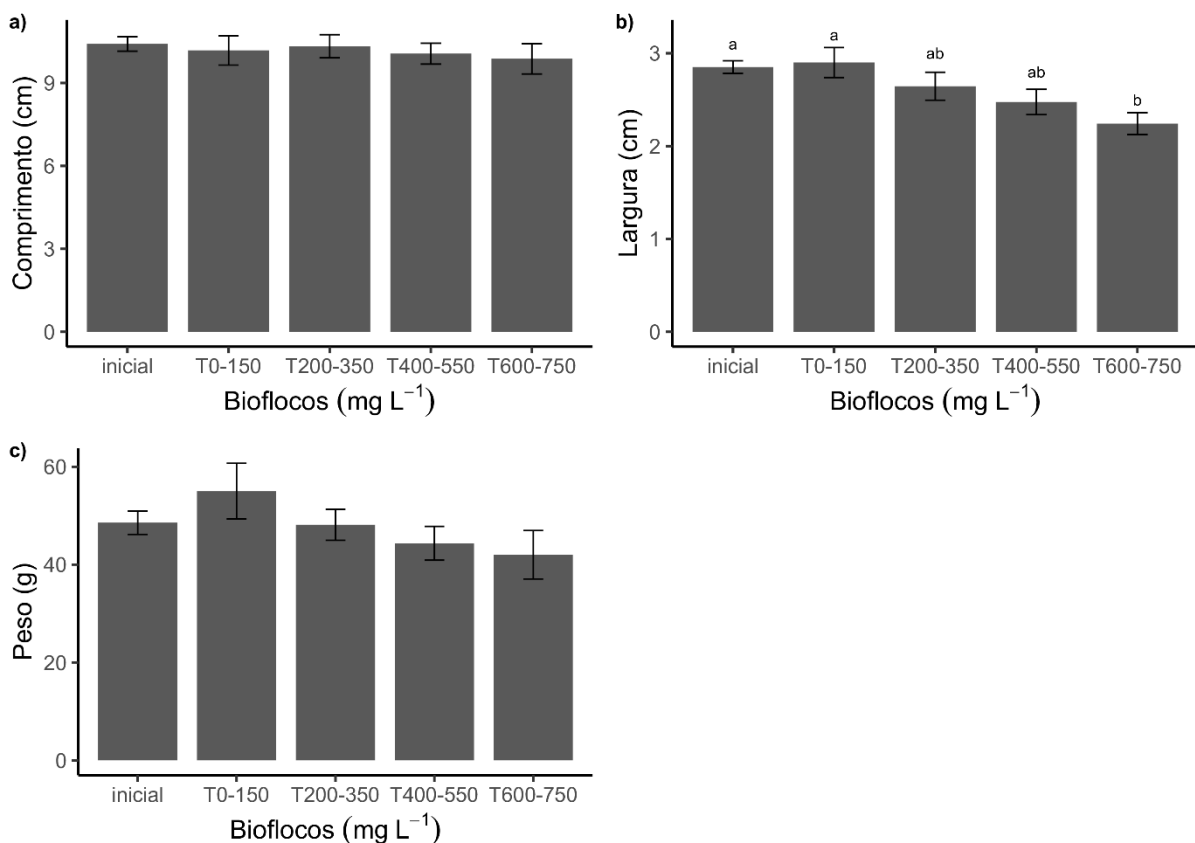 a)
Comprimento (cm)
9
6
3
0
inicial T0-150 T200-350 T400-550 T600-750
Bioflocos (mg L⁻¹)
b)
Largura (cm)
a a ab ab b
3
2
1
0
inicial T0-150 T200-350 T400-550 T600-750
Bioflocos (mg L⁻¹)
c)
Peso (g)
60
40
20
0
inicial T0-150 T200-350 T400-550 T600-750
Bioflocos (mg L⁻¹)